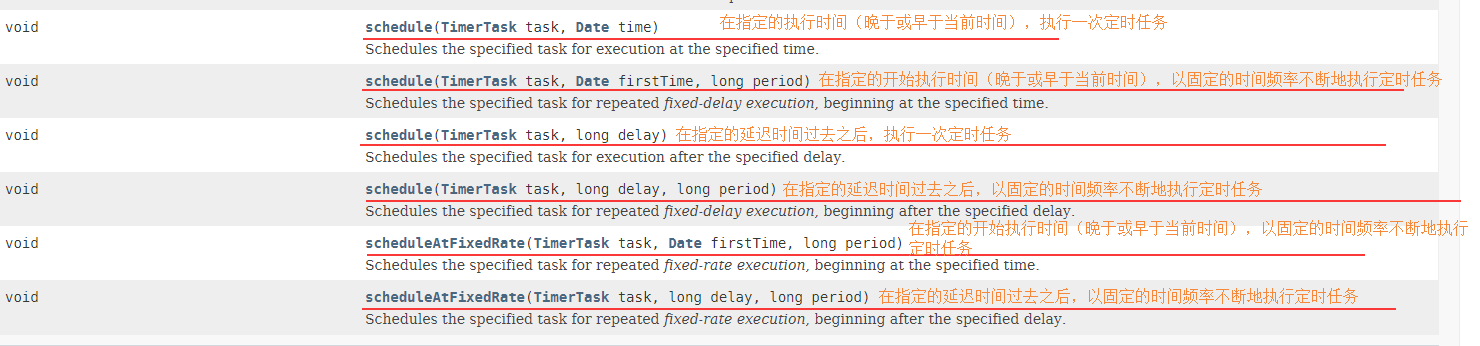 void schedule(TimerTask task, Date time) 在指定的执行时间（晚于或早于当前时间），执行一次定时任务
Schedules the specified task for execution at the specified time.
void schedule(TimerTask task, Date firstTime, long period) 在指定的开始执行时间（晚于或早于当前时间），以固定的时间频率不断地执行定时任务
Schedules the specified task for repeated fixed-delay execution, beginning at the specified time.
void schedule(TimerTask task, long delay) 在指定的延迟时间过去之后，执行一次定时任务
Schedules the specified task for execution after the specified delay.
void schedule(TimerTask task, long delay, long period) 在指定的延迟时间过去之后，以固定的时间频率不断地执行定时任务
Schedules the specified task for repeated fixed-delay execution, beginning after the specified delay.
在指定的开始执行时间（晚于或早于当前时间），以固定的时间频率不断地执行
void scheduleAtFixedRate(TimerTask task, Date firstTime, long period) 定时任务
Schedules the specified task for repeated fixed-rate execution, beginning at the specified time.
void scheduleAtFixedRate(TimerTask task, long delay, long period) 在指定的延迟时间过去之后，以固定的时间频率不断地执行定时任务
Schedules the specified task for repeated fixed-rate execution, beginning after the specified delay.